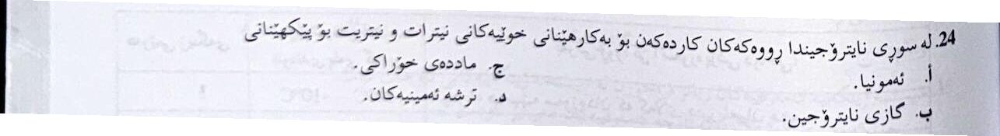 24. لە سوڕی نایترۆجیندا ڕووەکەکان کاردەکەن بۆ بەکارهێنانی خوێیەکانی نیترات و نیتریت بۆ پێکهێنانی
أ. ئەمونیا.
ج. ماددەی خۆراکی.
ب. گازی نایترۆجین.
د. ترشە ئەمینیەکان.